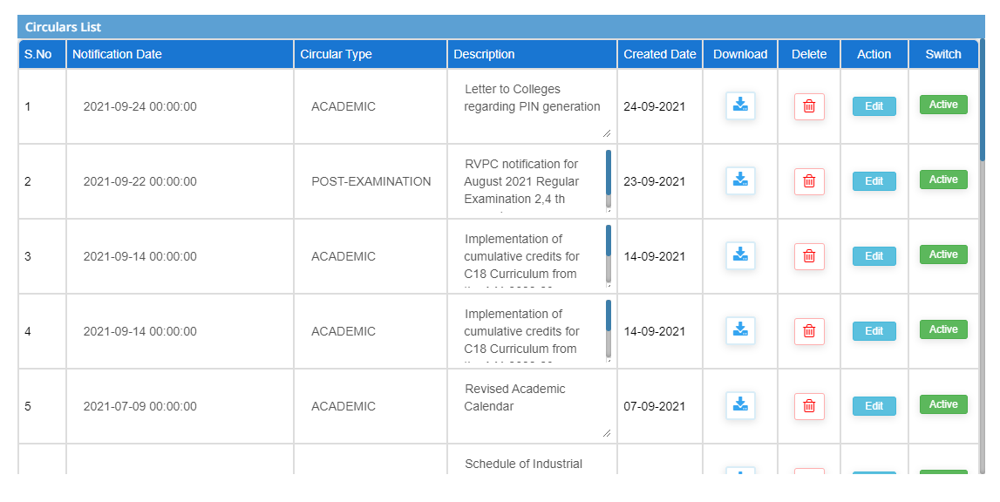 Circulars List
S.No Notification Date Circular Type Description Created Date Download Delete Action Switch
Letter to Colleges
1 2021-09-24 00:00:00 ACADEMIC regarding PIN generation 24-09-2021 Edit Active
RVPC notification for
2 2021-09-22 00:00:00 POST-EXAMINATION August 2021 Regular 23-09-2021 Edit Active
Examination 2,4 th
Implementation of
3 2021-09-14 00:00:00 ACADEMIC cumulative credits for 14-09-2021 Edit Active
C18 Curriculum from
Implementation of
4 2021-09-14 00:00:00 ACADEMIC cumulative credits for 14-09-2021 Edit Active
C18 Curriculum from
Revised Academic
5 2021-07-09 00:00:00 ACADEMIC Calendar 07-09-2021 Edit Active
Schedule of Industrial